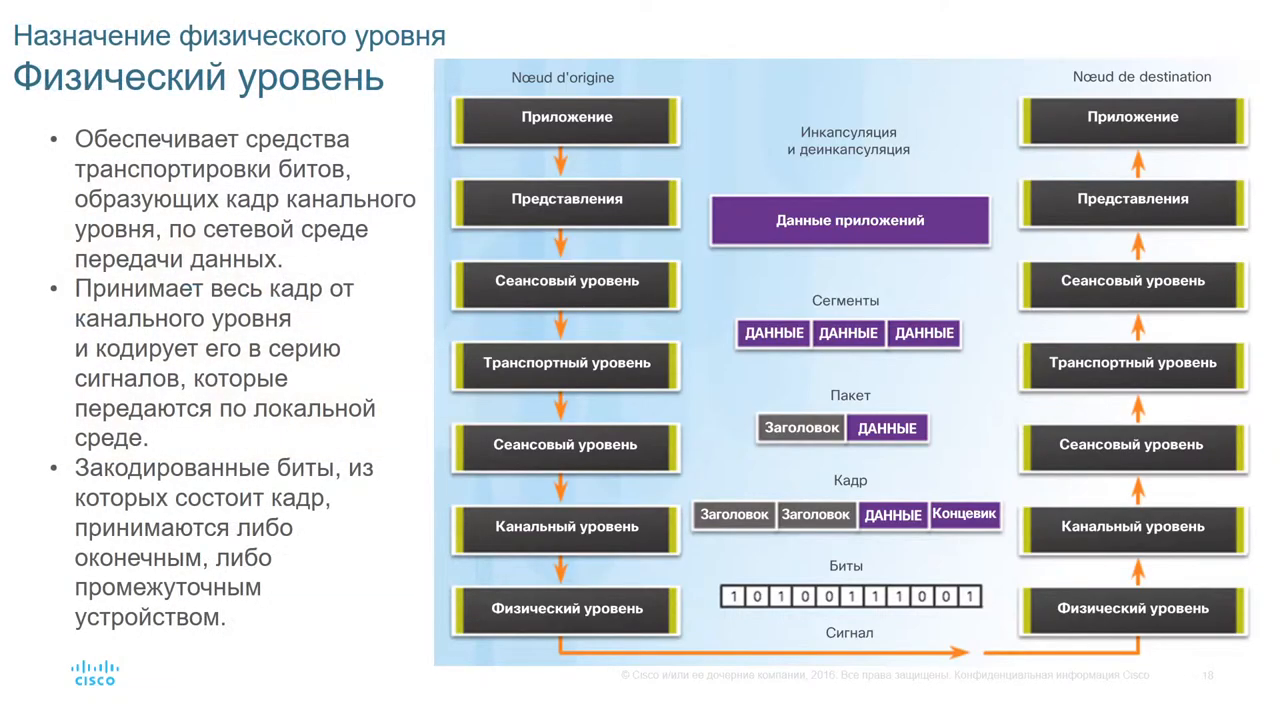 Назначение физического уровня
Физический уровень
• Обеспечивает средства
транспортировки битов,
образующих кадр канального
уровня, по сетевой среде
передачи данных.
• Принимает весь кадр от
канального уровня
и кодирует его в серию
сигналов, которые
передаются по локальной
среде.
• Закодированные биты, из
которых состоит кадр,
принимаются либо
оконечным, либо
промежуточным
устройством.
Nœud d'origine
Приложение
Представления
Сеансовый уровень
Транспортный уровень
Сеансовый уровень
Канальный уровень
Физический уровень
Инкапсуляция
и деинкапсуляция
Данные приложений
Сегменты
ДАННЫЕ ДАННЫЕ ДАННЫЕ
Пакет
Заголовок ДАННЫЕ
Кадр
Заголовок Заголовок ДАННЫЕ Концевик
Биты
1 0 1 0 0 1 1 1 0 0 1
Сигнал
Nœud de destination
Приложение
Представления
Сеансовый уровень
Транспортный уровень
Сеансовый уровень
Канальный уровень
Физический уровень
CISCO
© Cisco и/или ее дочерние компании, 2016. Все права защищены. Конфиденциальная информация Cisco
18